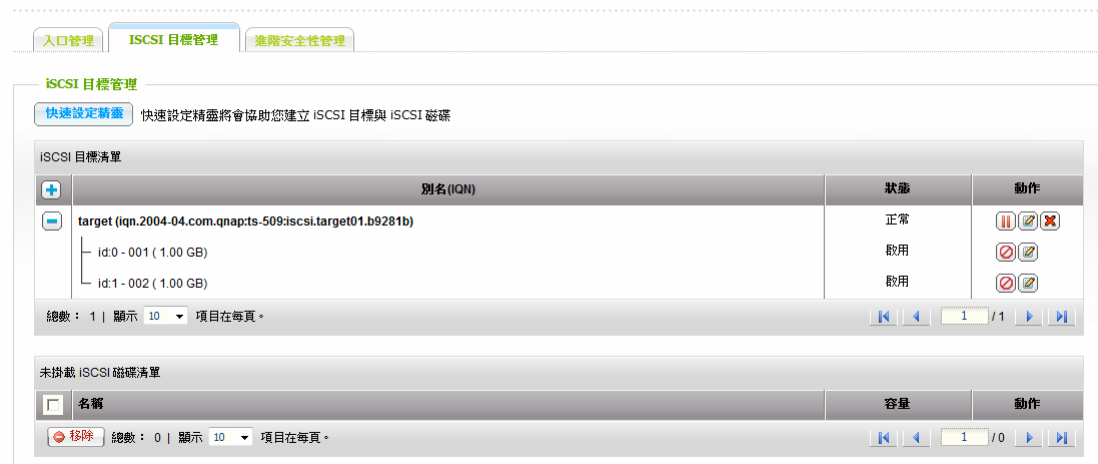 入口管理 ISCSI 目標管理 進階安全性管理
iSCSI 目標管理
快速設定精靈 快速設定精靈將會協助您建立 iSCSI 目標與 iSCSI 磁碟
iSCSI 目標清單
別名(IQN) 狀態 動作
target (iqn.2004-04.com.qnap:ts-509:iscsi.target01.b9281b) 正常
id:0 - 001 ( 1.00 GB) 啟用
id:1 - 002 ( 1.00 GB) 啟用
總數： 1 | 顯示 10 項目在每頁。 1 / 1
未掛載 iSCSI 磁碟清單
名稱 容量 動作
移除 總數： 0 | 顯示 10 項目在每頁。 1 / 0